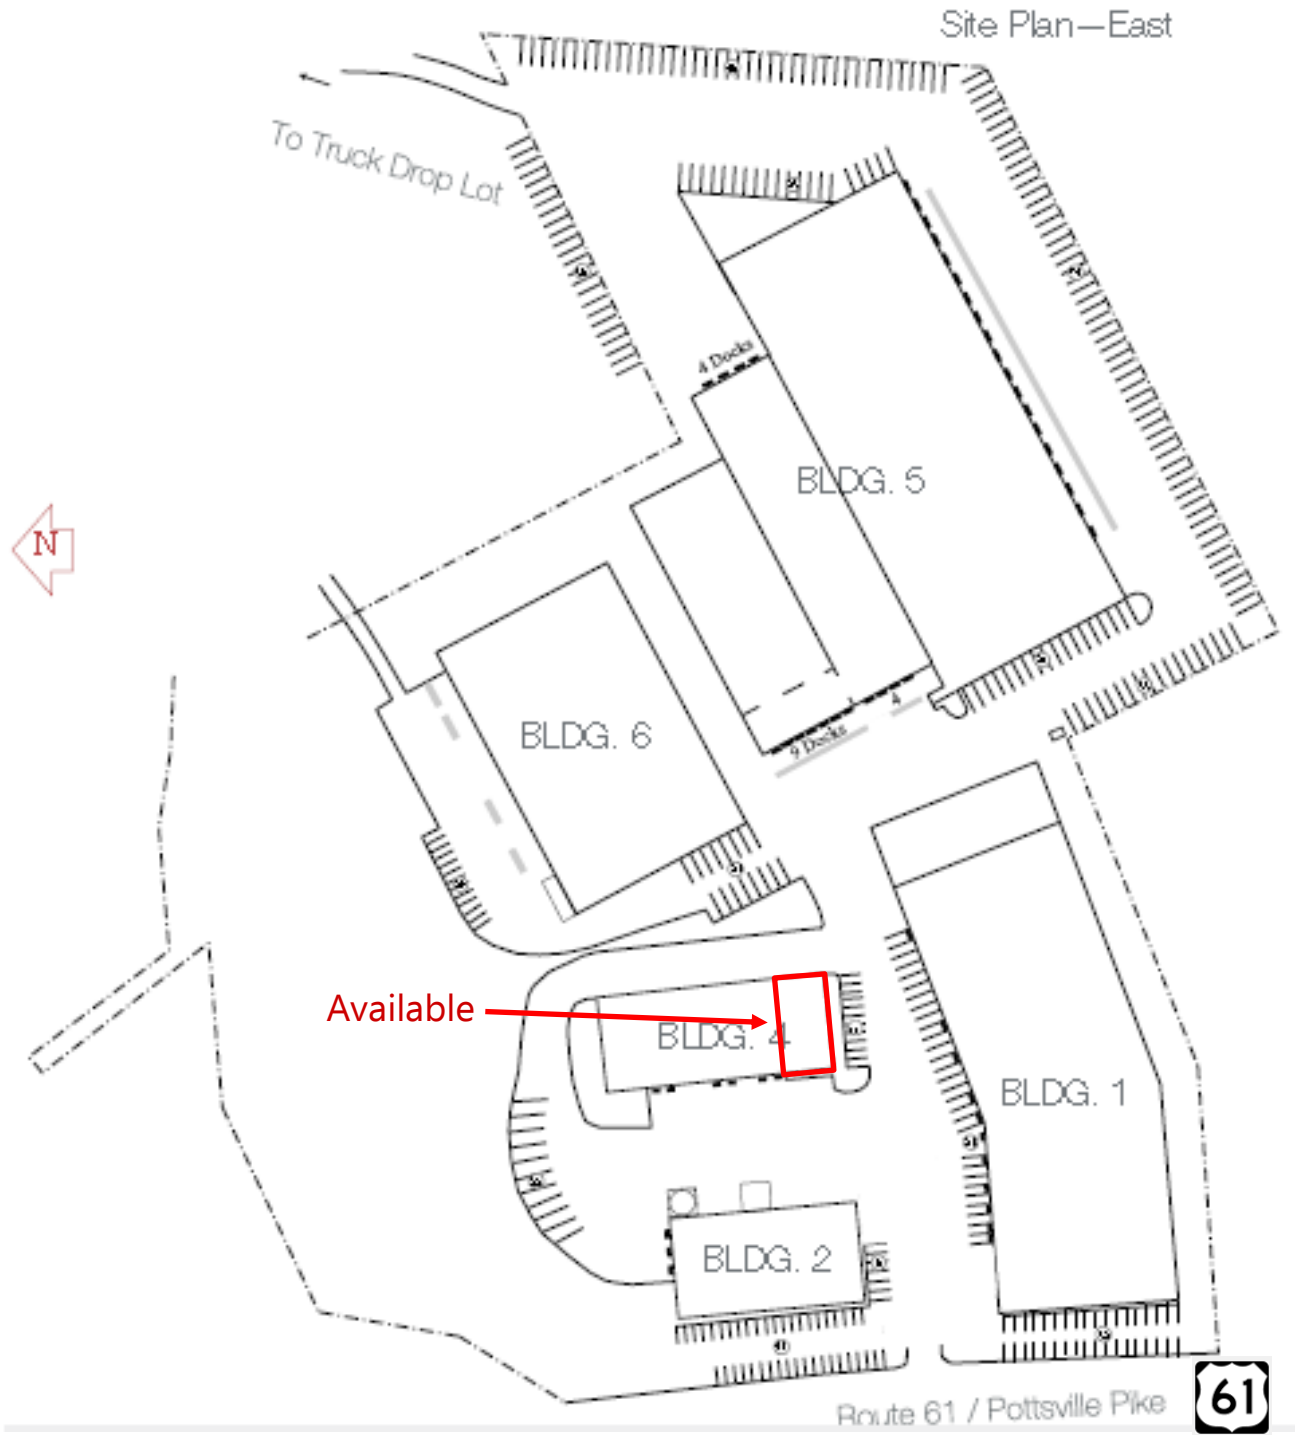 Site Plan—East
To Truck Drop Lot
4 Docks
BLDG. 5
N
BLDG. 6
4
9 Docks
Available
BLDG. 4
BLDG. 1
BLDG. 2
Route 61 / Pottsville Pike
61